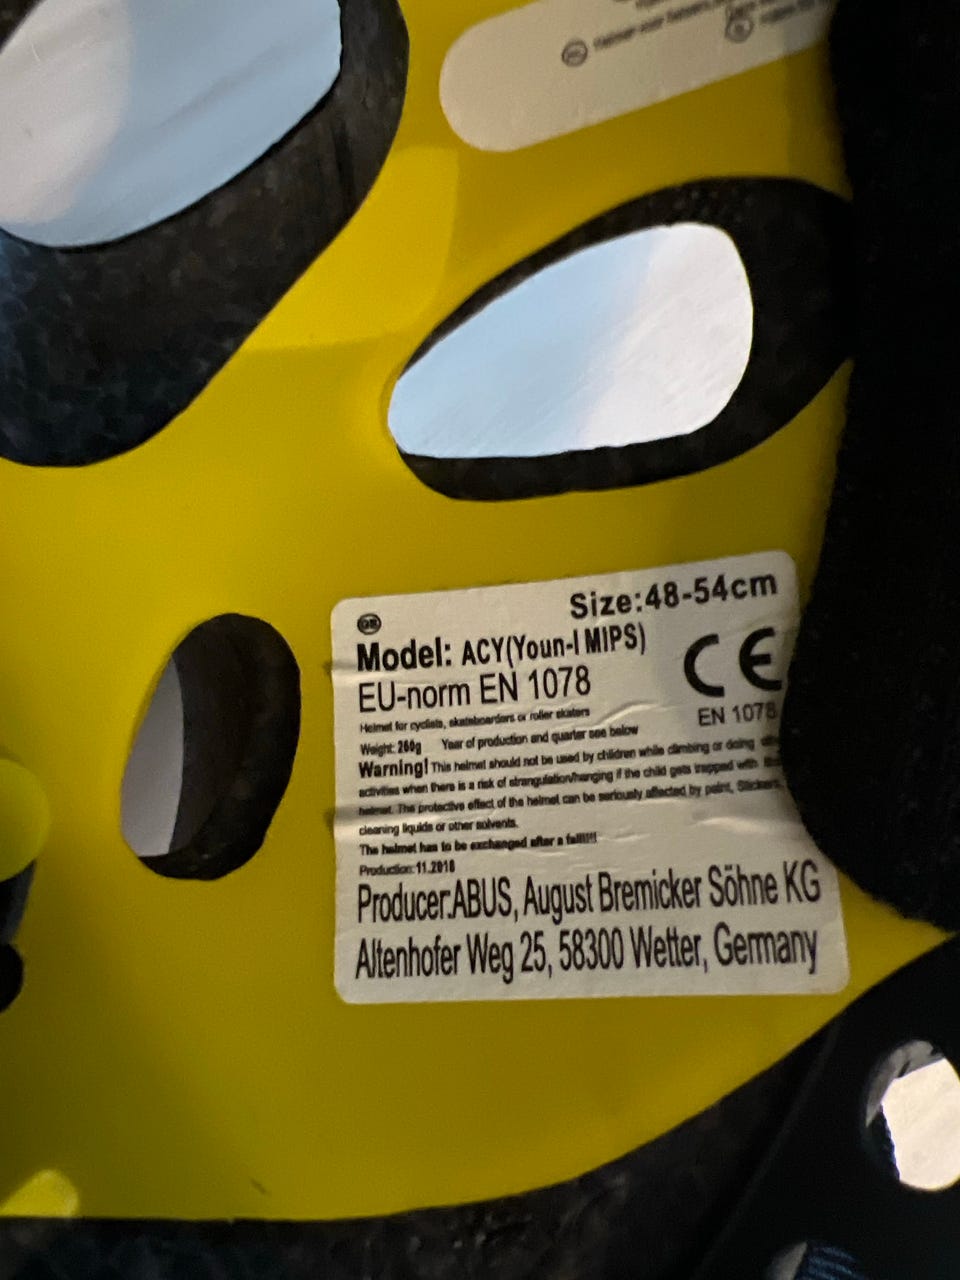 GB
Size:48-54cm
Model: ACY(Youn-I MIPS)
EU-norm EN 1078
CE
EN 1078
Helmet for cyclists, skateboarders or roller skaters
Weight: 260g Year of production and quarter see below
Warning! This helmet should not be used by children while climbing or doing
activities when there is a risk of strangulation/hanging if the child gets trapped with
helmet. The protective effect of the helmet can be seriously affected by paint, Stickers,
cleaning liquids or other solvents.
The helmet has to be exchanged after a fall!!!!
Production: 11.2018
Producer:ABUS, August Bremicker Söhne KG
Altenhofer Weg 25, 58300 Wetter, Germany